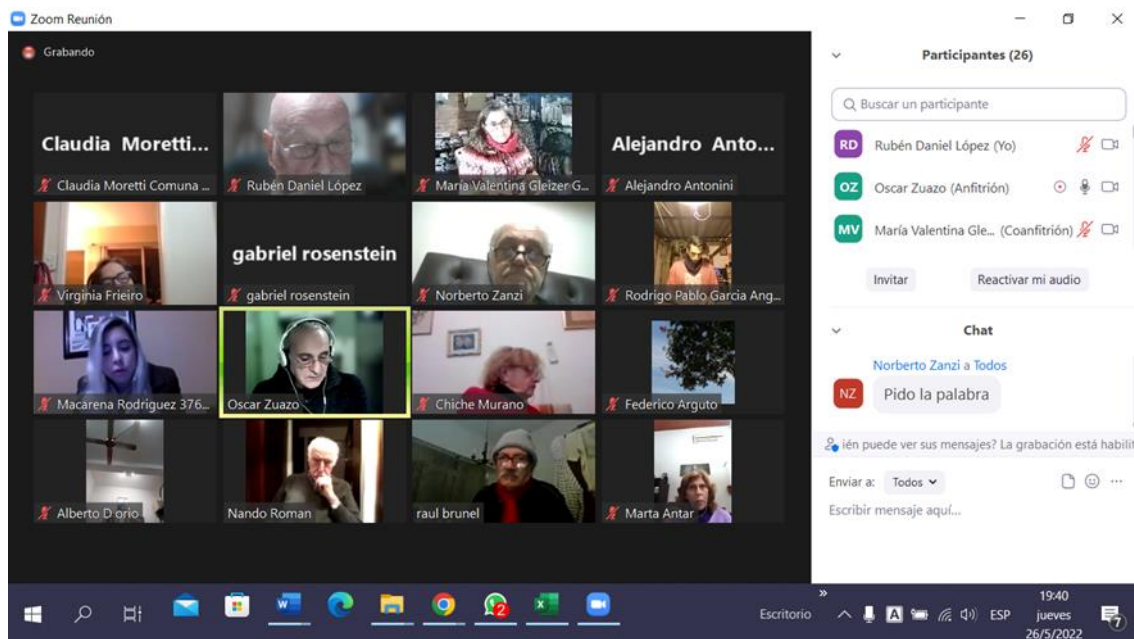 Zoom Reunión
Grabando
Claudia Moretti...
Claudia Moretti Comuna ...
Rubén Daniel López
María Valentina Gleizer G...
Alejandro Anto...
Alejandro Antonini
Virginia Frieiro
gabriel rosenstein
gabriel rosenstein
Norberto Zanzi
Rodrigo Pablo Garcia Ang...
Macarena Rodriguez 376...
Oscar Zuazo
Chiche Murano
Federico Arguto
Alberto D orio
Nando Roman
raul brunel
Marta Antar
Participantes (26)
Buscar un participante
RD Rubén Daniel López (Yo)
OZ Oscar Zuazo (Anfitrión)
MV María Valentina Gle... (Coanfitrión)
Invitar Reactivar mi audio
Chat
Norberto Zanzi a Todos
NZ Pido la palabra
ién puede ver sus mensajes? La grabación está habilit
Enviar a: Todos
Escribir mensaje aquí...
2
Escritorio
A
ESP
19:40
jueves
26/5/2022
7